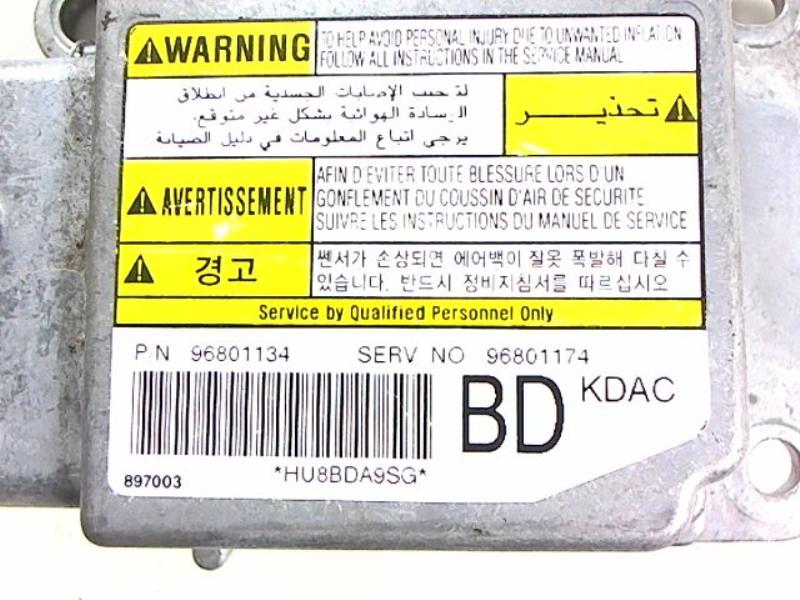 WARNING
TO HELP AVOID PERSONAL INJURY DUE TO UNWANTED INFLATION
FOLLOW ALL INSTRUCTIONS IN THE SERVICE MANUAL
تحذيــــر
لتجنب الإصابات الجسدية من انطلاق
الوسادة الهوائية بشكل غير متوقع.
يرجى اتباع المعلومات في دليل الصيانة
AVERTISSEMENT
AFIN D'EVITER TOUTE BLESSURE LORS D'UN
GONFLEMENT DU COUSSIN D'AIR DE SECURITE
SUIVRE LES INSTRUCTIONS DU MANUEL DE SERVICE
경고
쎈서가 손상되면 에어백이 잘못 폭발해 다칠 수
있습니다. 반드시 정비지침서를 따르십시오
Service by Qualified Personnel Only
P/N 96801134 SERV NO 96801174
BD KDAC
*HU8BDA9SG*
897003